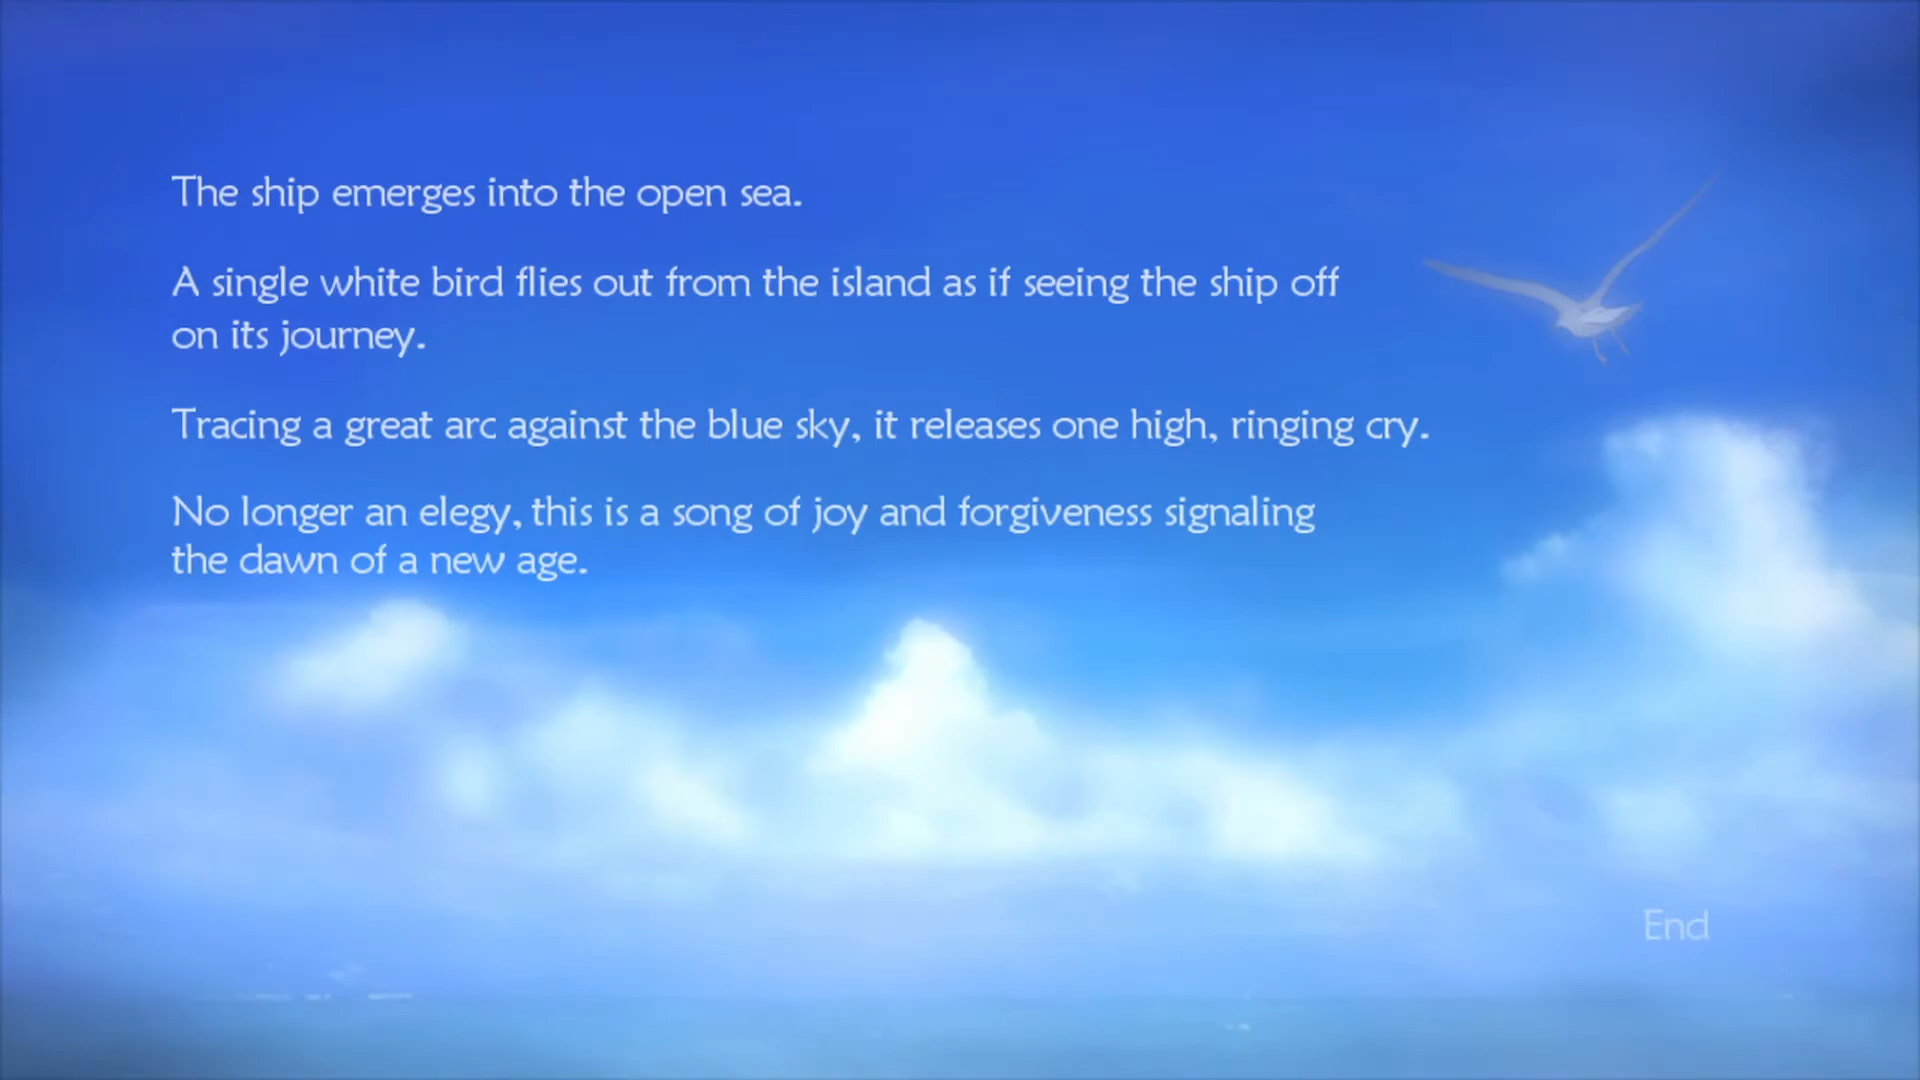 The ship emerges into the open sea.
A single white bird flies out from the island as if seeing the ship off
on its journey.
Tracing a great arc against the blue sky, it releases one high, ringing cry.
No longer an elegy, this is a song of joy and forgiveness signaling
the dawn of a new age.
End